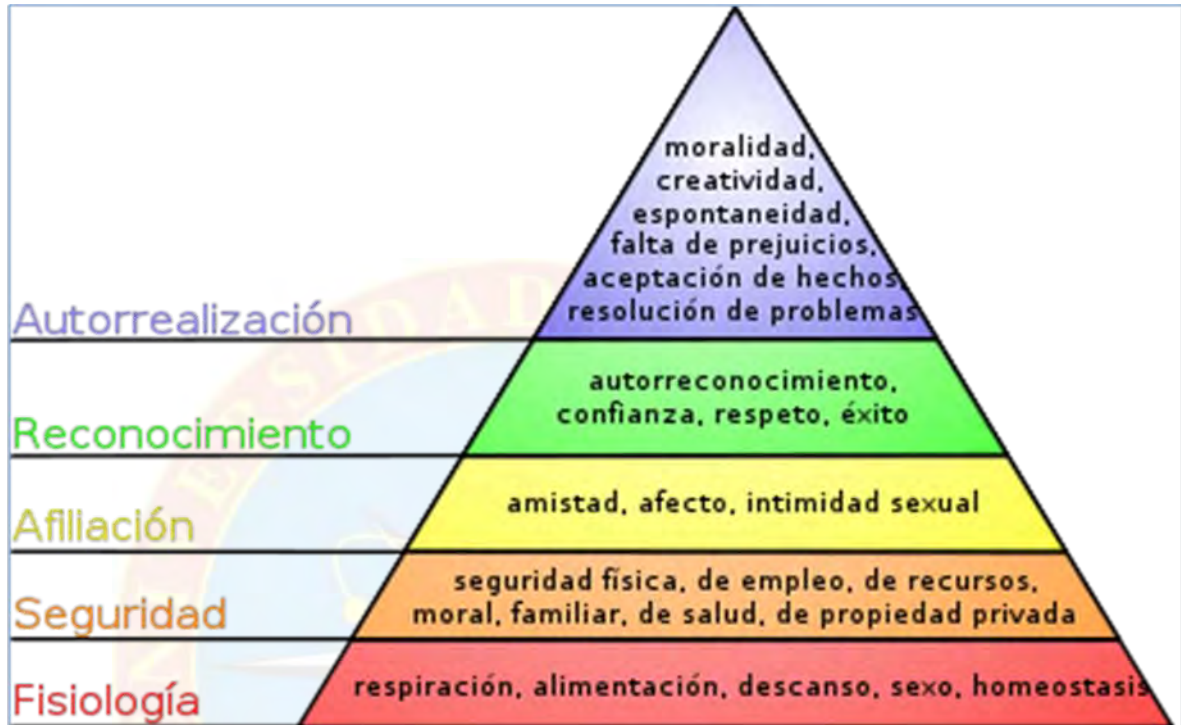 moralidad,
creatividad,
espontaneidad,
falta de prejuicios,
aceptación de hechos,
resolución de problemas
Autorrealización
autorreconocimiento,
confianza, respeto, éxito
Reconocimiento
amistad, afecto, intimidad sexual
Afiliación
seguridad física, de empleo, de recursos,
moral, familiar, de salud, de propiedad privada
Seguridad
respiración, alimentación, descanso, sexo, homeostasis
Fisiología